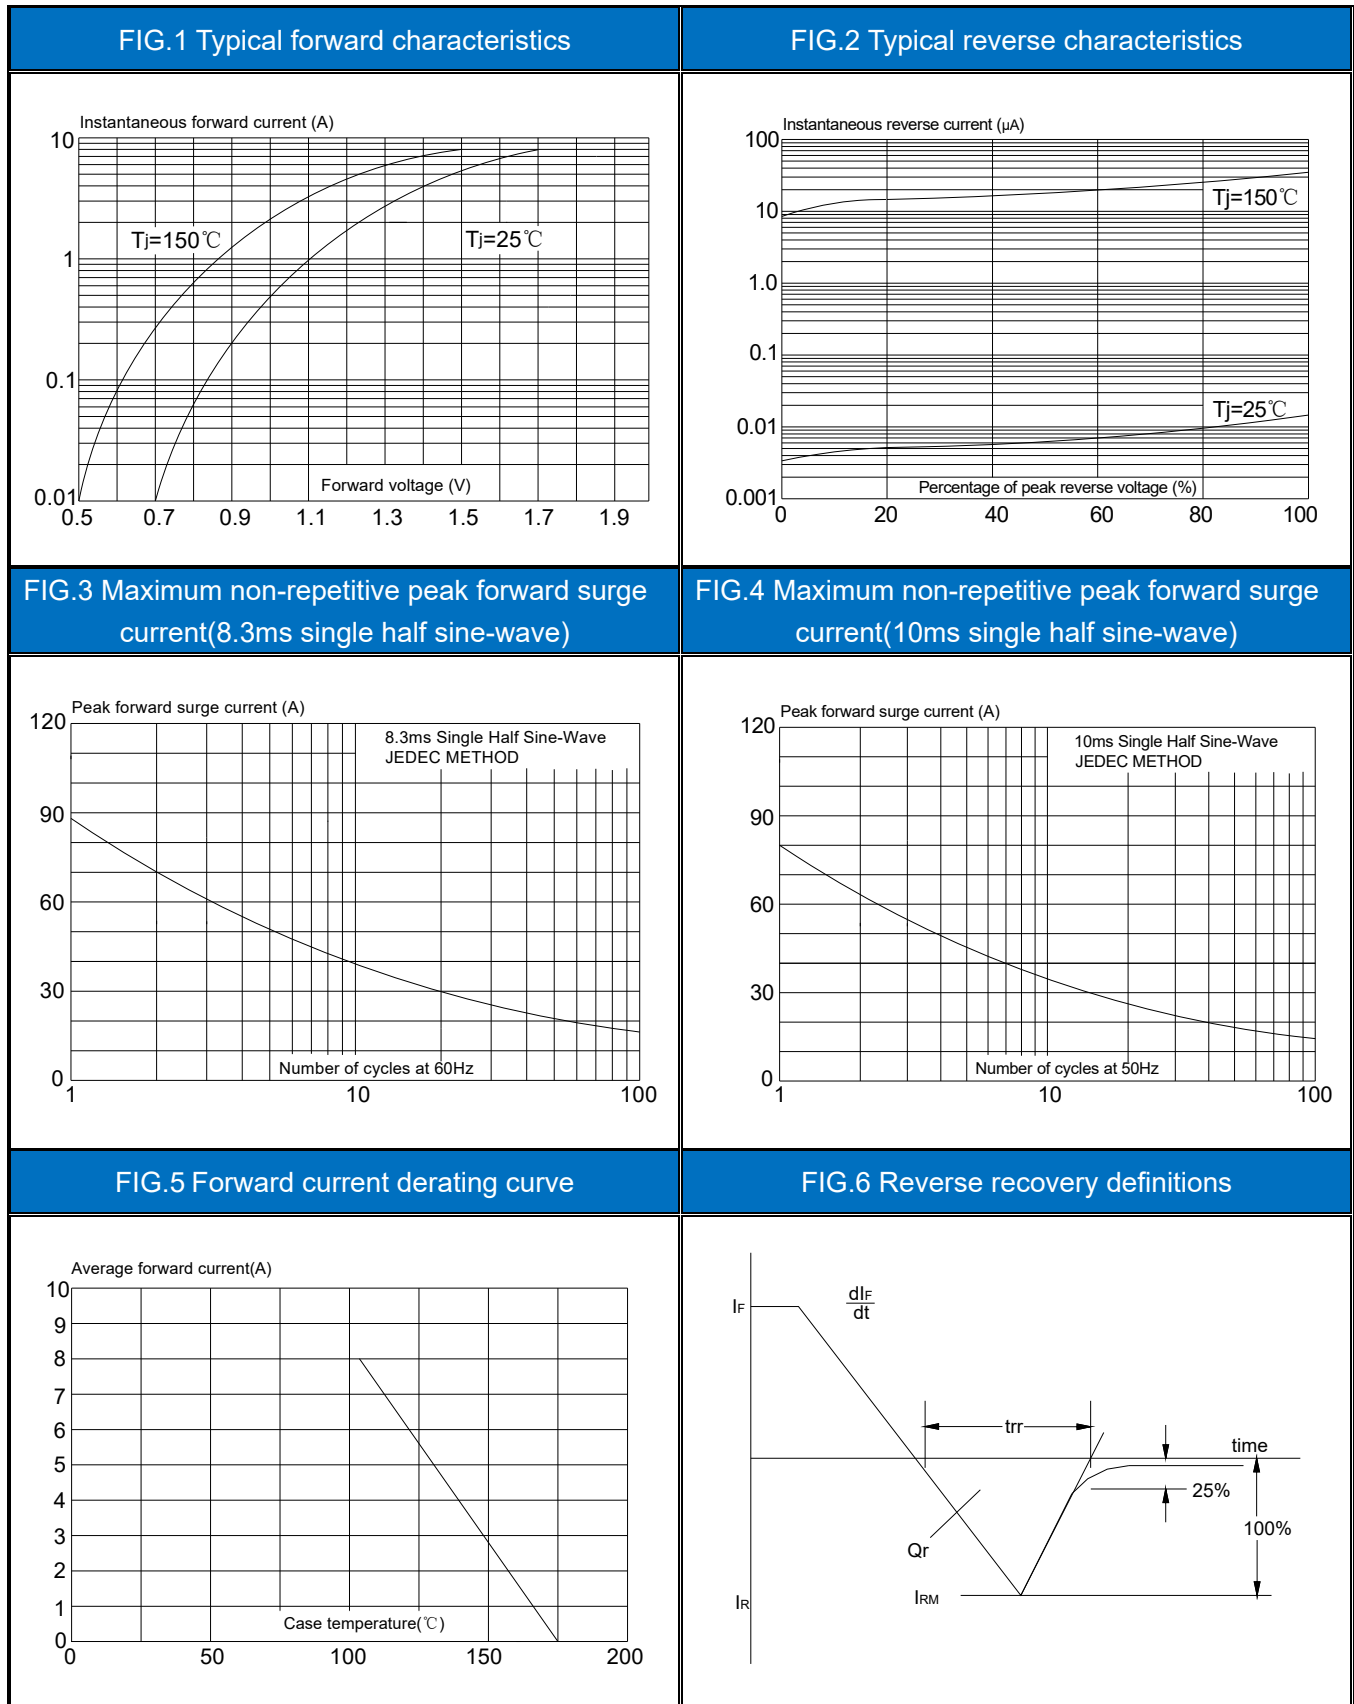 FIG.1 Typical forward characteristics
Instantaneous forward current (A)
10
1
0.1
0.01
Tj=150℃
Tj=25℃
Forward voltage (V)
0.5 0.7 0.9 1.1 1.3 1.5 1.7 1.9
FIG.2 Typical reverse characteristics
Instantaneous reverse current (μA)
100
10
1.0
0.1
0.01
0.001
Tj=150℃
Tj=25℃
Percentage of peak reverse voltage (%)
0 20 40 60 80 100
FIG.3 Maximum non-repetitive peak forward surge
current(8.3ms single half sine-wave)
Peak forward surge current (A)
120
90
60
30
0
8.3ms Single Half Sine-Wave
JEDEC METHOD
Number of cycles at 60Hz
1 10 100
FIG.4 Maximum non-repetitive peak forward surge
current(10ms single half sine-wave)
Peak forward surge current (A)
120
90
60
30
0
10ms Single Half Sine-Wave
JEDEC METHOD
Number of cycles at 50Hz
1 10 100
FIG.5 Forward current derating curve
Average forward current(A)
10
9
8
7
6
5
4
3
2
1
0
Case temperature(℃)
0 50 100 150 200
FIG.6 Reverse recovery definitions
IF
dIF
dt
trr
time
25%
100%
Qr
IRM
IR